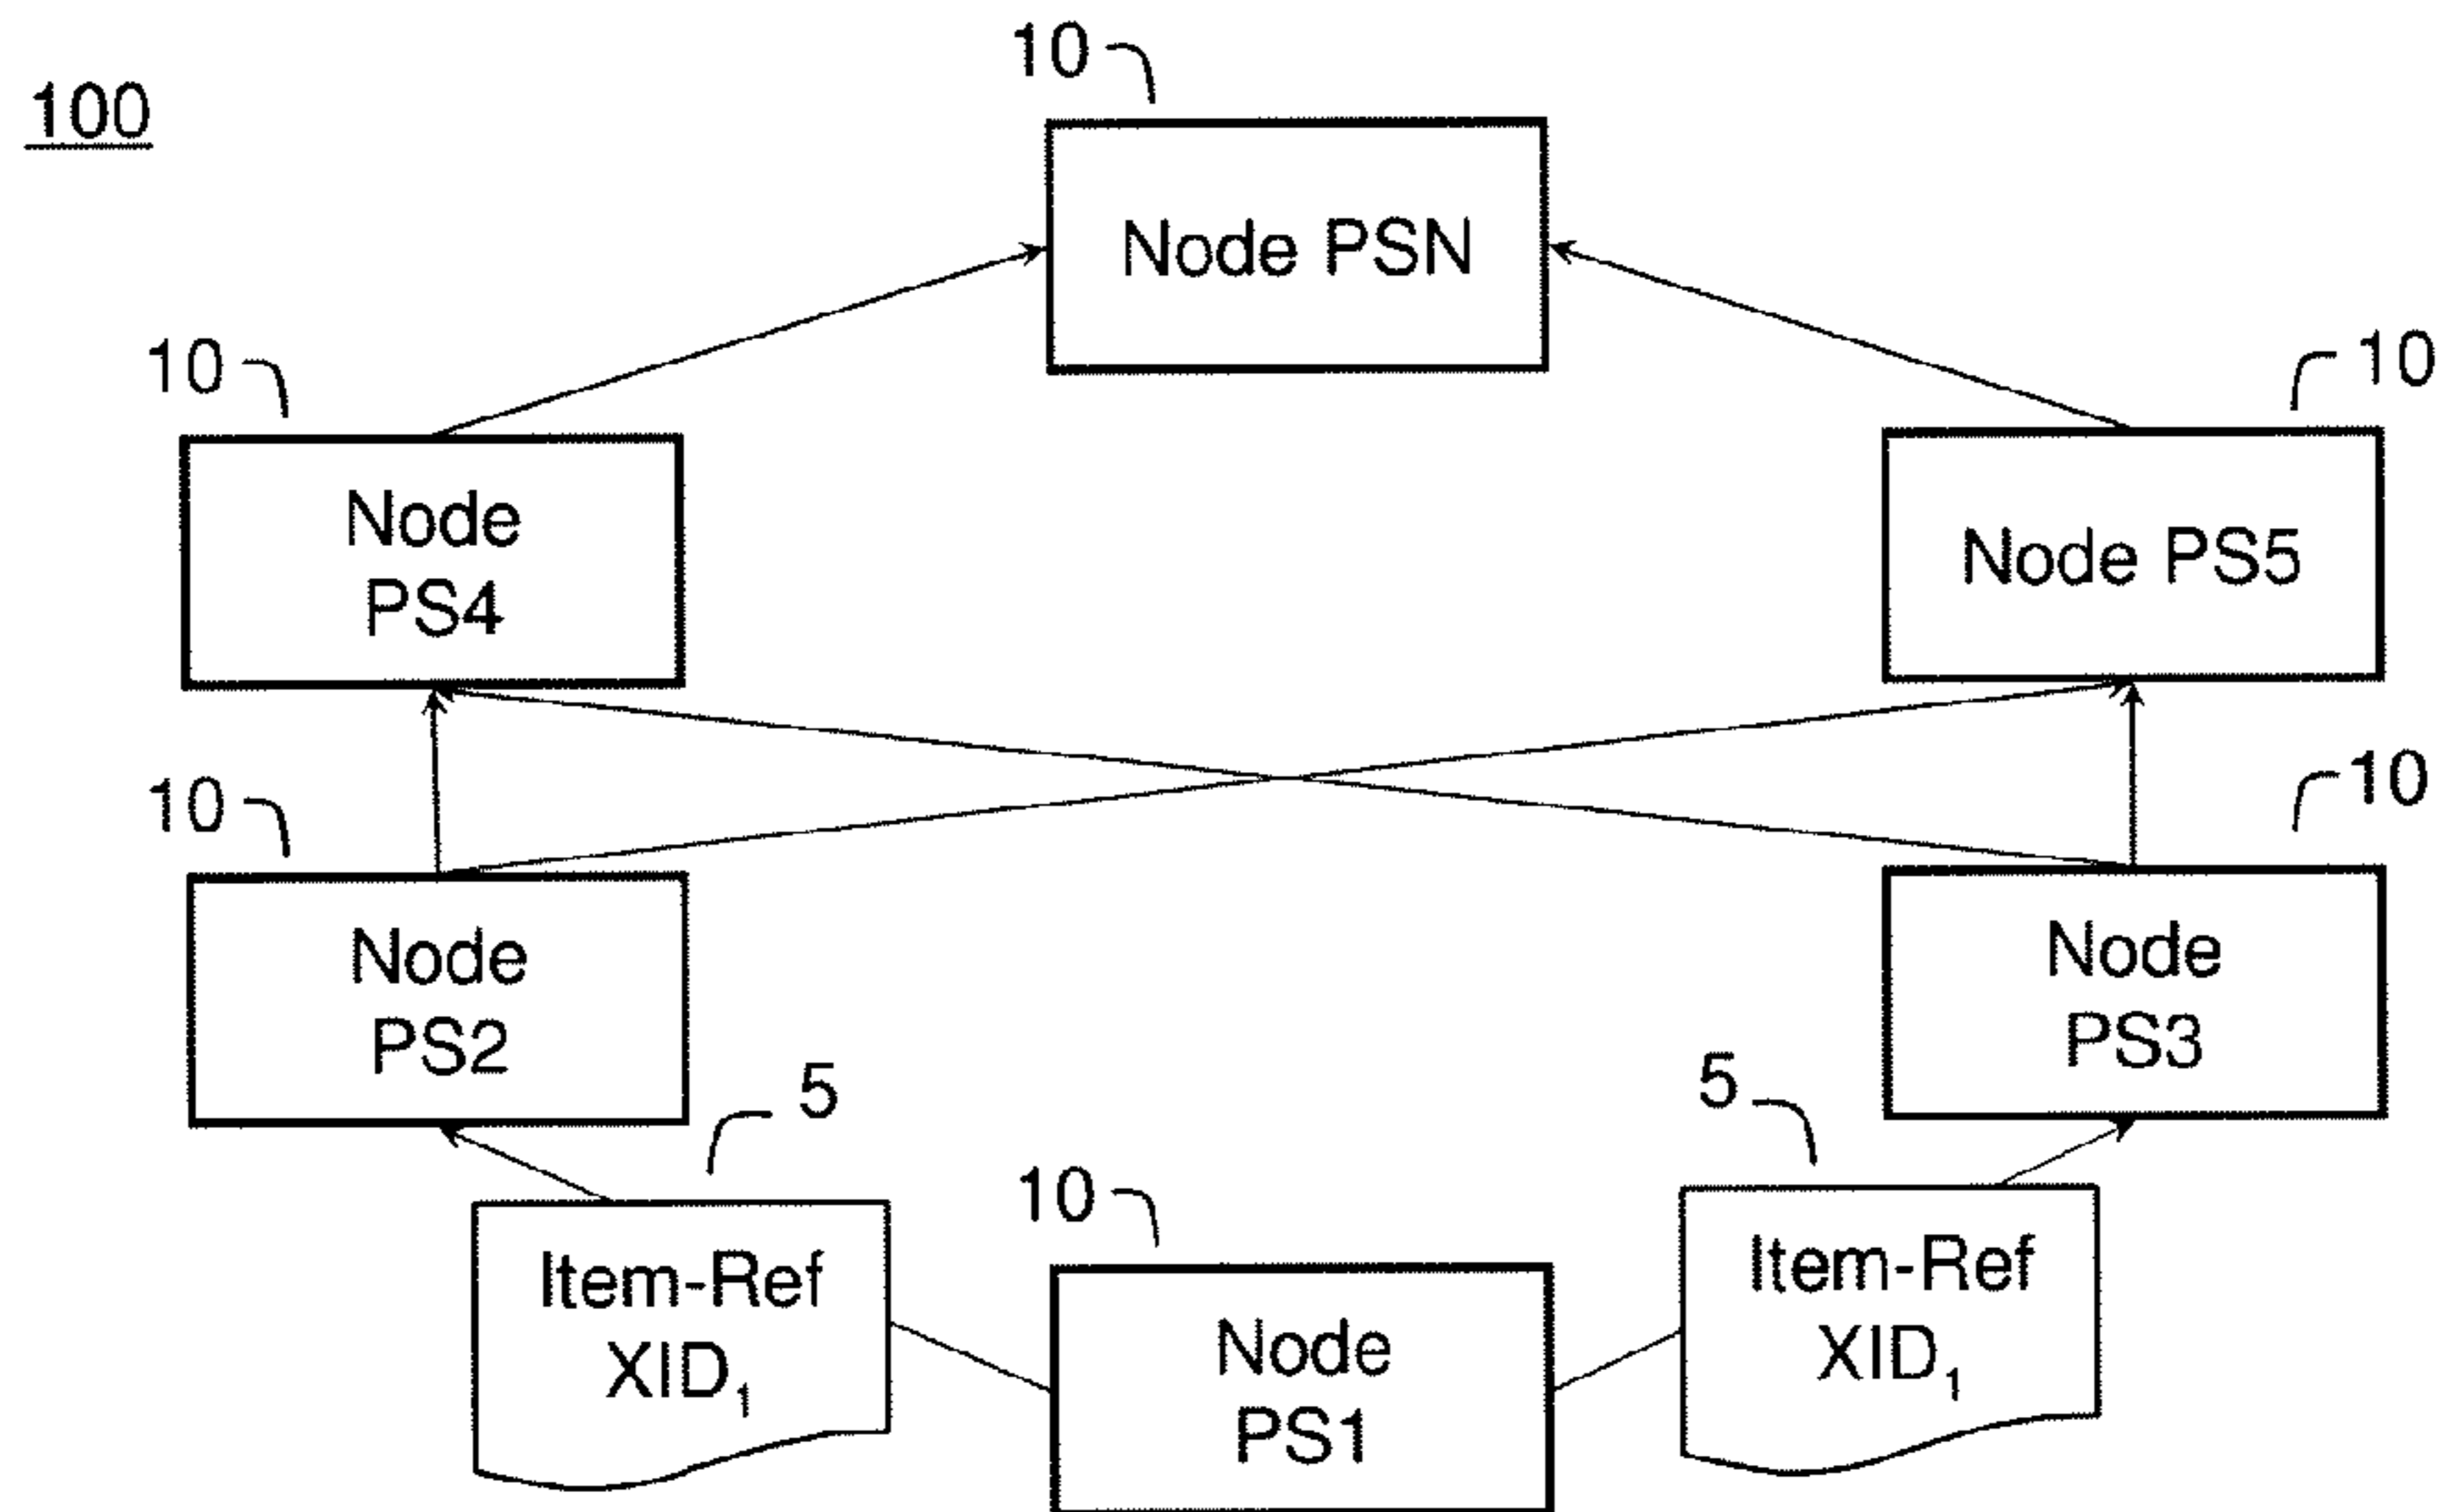 100
10
Node PSN
10
Node
PS4
10
Node PS5
10
Node
PS2
10
Node
PS3
5
Item-Ref
XID₁
10
Node
PS1
5
Item-Ref
XID₁